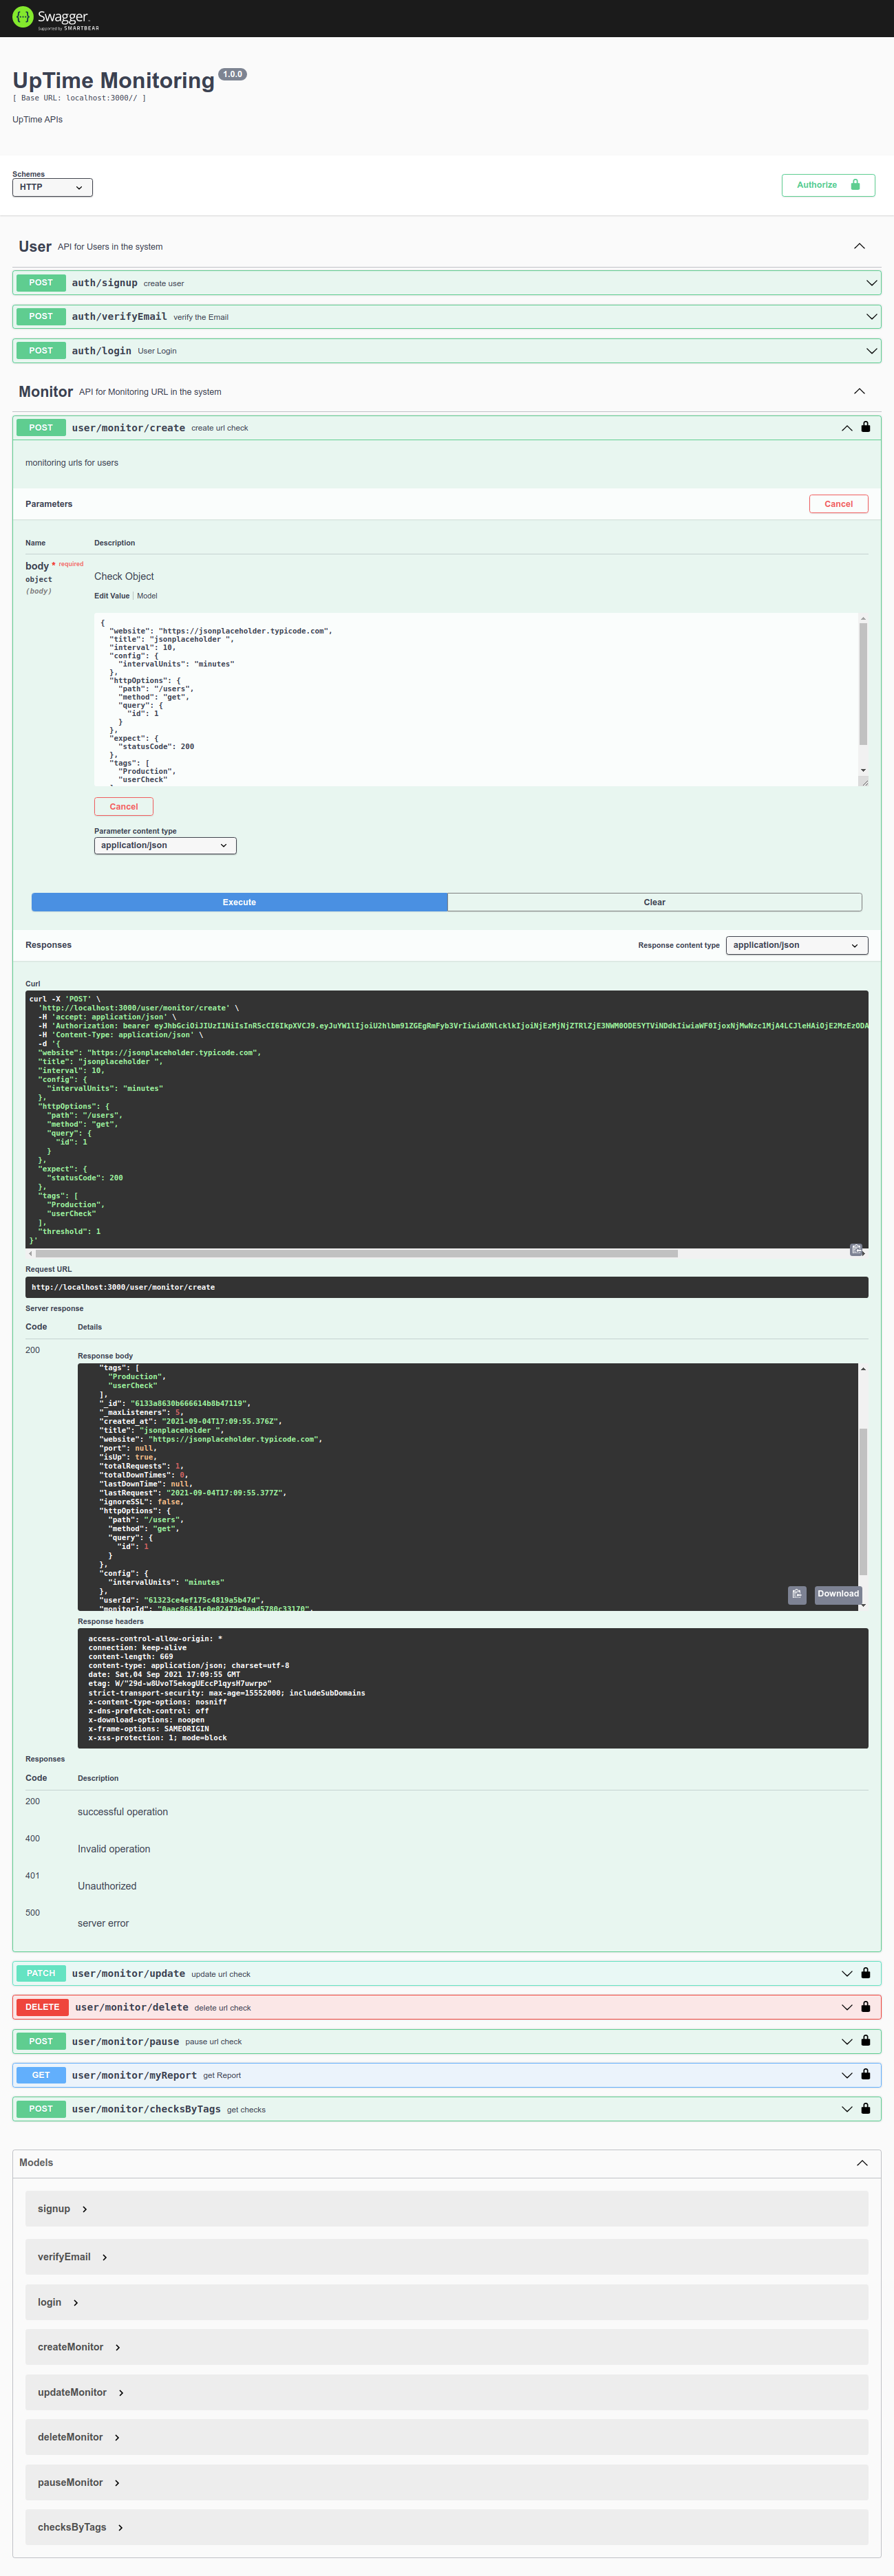 Swagger.
Supported by SMARTBEAR
UpTime Monitoring 1.0.0
[ Base URL: localhost:3000// ]
UpTime APIs
Schemes
HTTP
Authorize
User API for Users in the system
POST auth/signup create user
POST auth/verifyEmail verify the Email
POST auth/login User Login
Monitor API for Monitoring URL in the system
POST user/monitor/create create url check
monitoring urls for users
Parameters Cancel
Name Description
body * required
object
(body)
Check Object
Edit Value | Model
{
"website": "https://jsonplaceholder.typicode.com",
"title": "jsonplaceholder ",
"interval": 10,
"config": {
"intervalUnits": "minutes"
},
"httpOptions": {
"path": "/users",
"method": "get",
"query": {
"id": 1
}
},
"expect": {
"statusCode": 200
},
"tags": [
"Production",
"userCheck"
Cancel
Parameter content type
application/json
Execute Clear
Responses Response content type application/json
Curl
curl -X 'POST' \
'http://localhost:3000/user/monitor/create' \
-H 'accept: application/json' \
-H 'Authorization: bearer
-H 'Content-Type: application/json' \
-d '{
"website": "https://jsonplaceholder.typicode.com",
"title": "jsonplaceholder ",
"interval": 10,
"config": {
"intervalUnits": "minutes"
},
"httpOptions": {
"path": "/users",
"method": "get",
"query": {
"id": 1
}
},
"expect": {
"statusCode": 200
},
"tags": [
"Production",
"userCheck"
],
"threshold": 1
}'
Request URL
http://localhost:3000/user/monitor/create
Server response
Code Details
200
Response body
"tags": [
"Production",
"userCheck"
],
"_id": "6133a8630b666614b8b47119",
"_maxListeners": 5,
"created_at": "2021-09-04T17:09:55.376Z",
"title": "jsonplaceholder ",
"website": "https://jsonplaceholder.typicode.com",
"port": null,
"isUp": true,
"totalRequests": 1,
"totalDownTimes": 0,
"lastDownTime": null,
"lastRequest": "2021-09-04T17:09:55.377Z",
"ignoreSSL": false,
"httpOptions": {
"path": "/users",
"method": "get",
"query": {
"id": 1
}
},
"config": {
"intervalUnits": "minutes"
},
"userId": "61323ce4ef175c4819a5b47d",
"monitorId": "0aac86841c0e02479c9aad5780c33170",
Download
Response headers
access-control-allow-origin: *
connection: keep-alive
content-length: 669
content-type: application/json; charset=utf-8
date: Sat,04 Sep 2021 17:09:55 GMT
etag: W/"29d-w8UvoT5ekogUEccP1qysH7uwrpo"
strict-transport-security: max-age=15552000; includeSubDomains
x-content-type-options: nosniff
x-dns-prefetch-control: off
x-download-options: noopen
x-frame-options: SAMEORIGIN
x-xss-protection: 1; mode=block
Responses
Code Description
200
successful operation
400
Invalid operation
401
Unauthorized
500
server error
PATCH user/monitor/update update url check
DELETE user/monitor/delete delete url check
POST user/monitor/pause pause url check
GET user/monitor/myReport get Report
POST user/monitor/checksByTags get checks
Models
signup
verifyEmail
login
createMonitor
updateMonitor
deleteMonitor
pauseMonitor
checksByTags